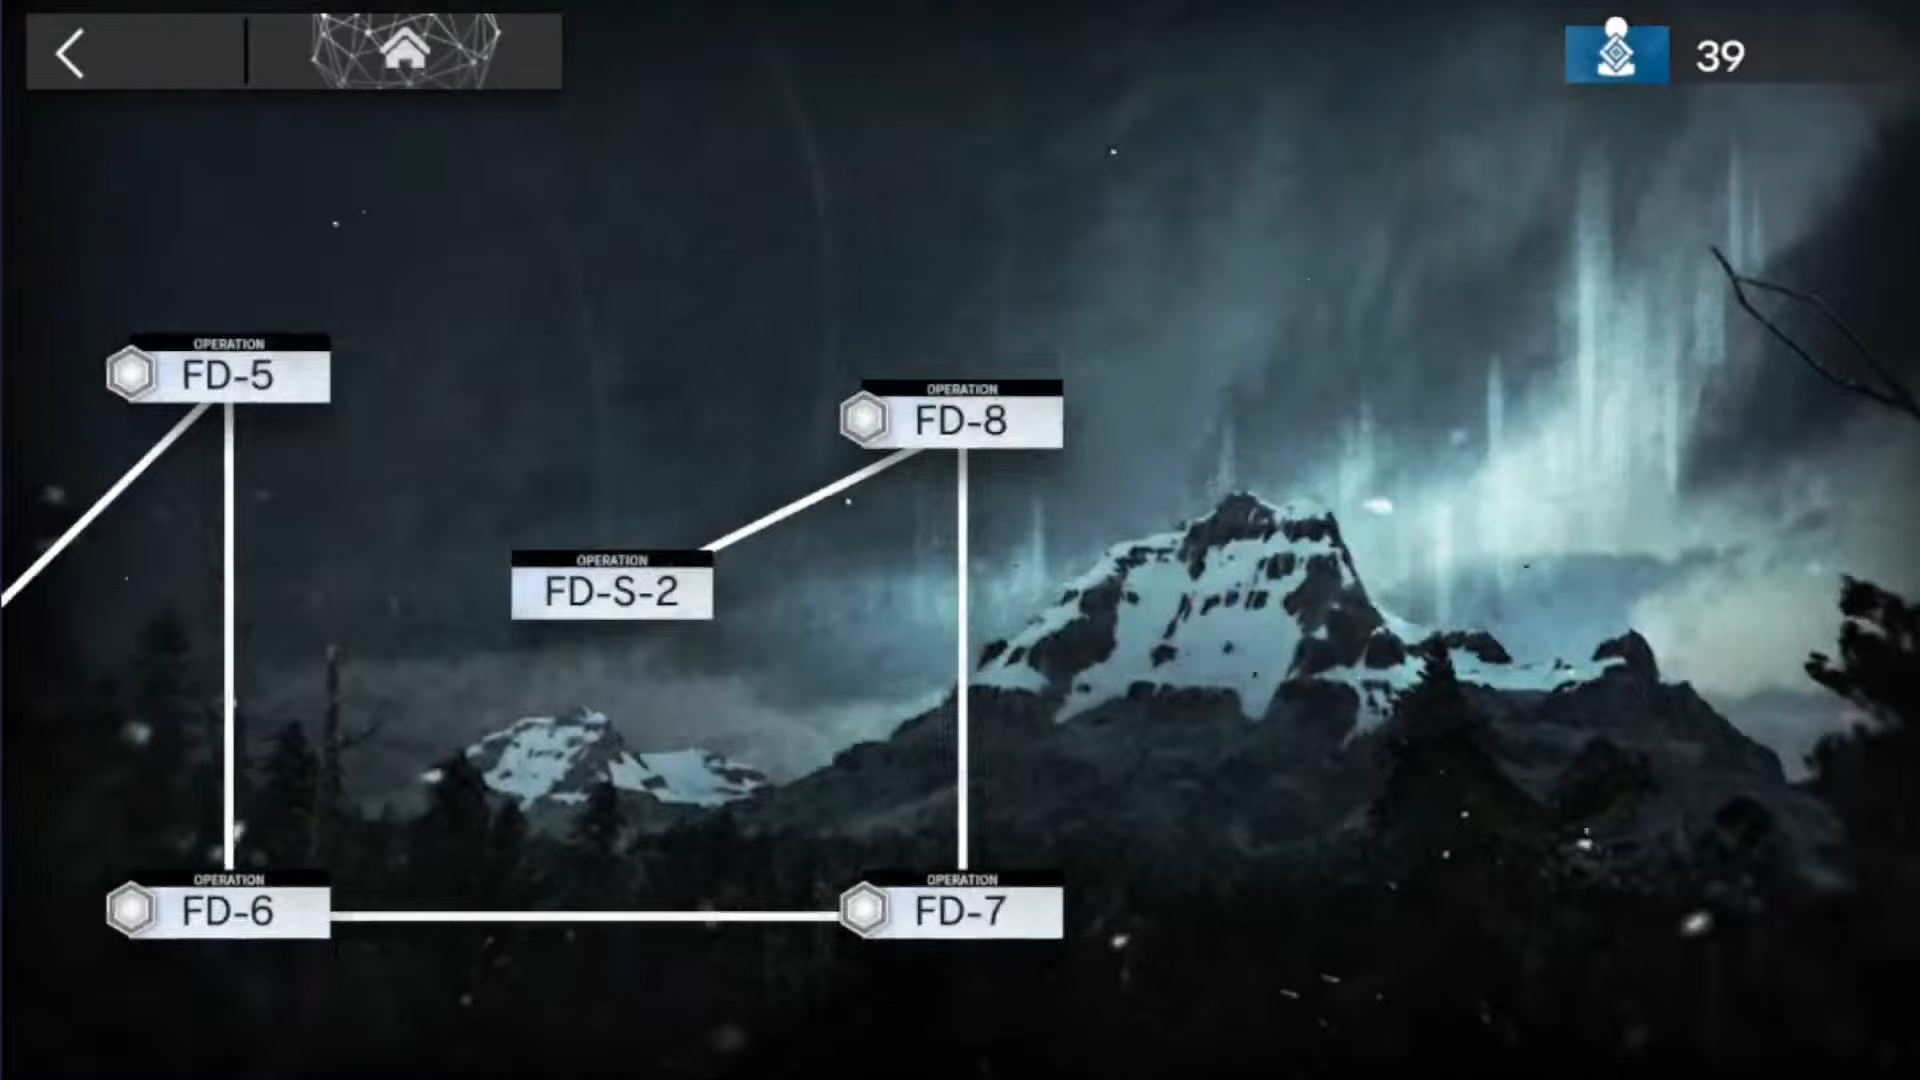 39
OPERATION
FD-5
OPERATION
FD-8
OPERATION
FD-S-2
OPERATION
FD-6
OPERATION
FD-7